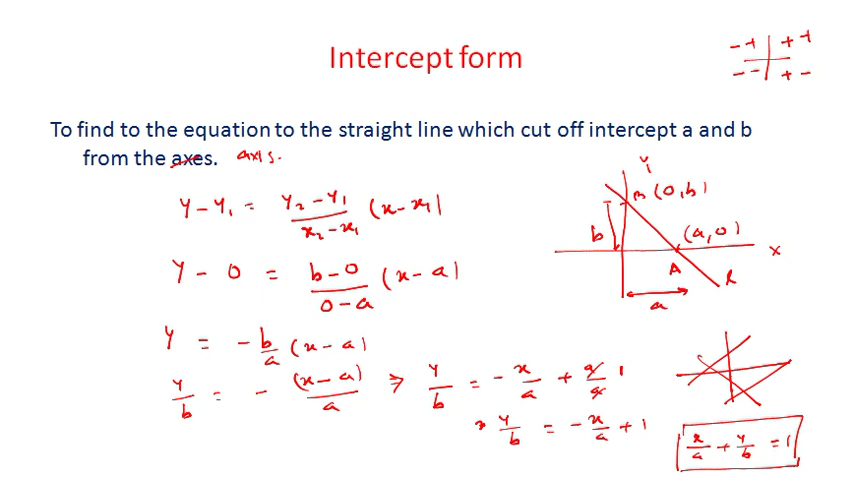 Intercept form
- + | + +
- - | + -
To find to the equation to the straight line which cut off intercept a and b
from the axes. axis.
Y
B (0,b)
y - y₁ = y₂ - y₁ / x₂ - x₁ (x - x₁)
b
(a,0)
X
A
l
a
y - 0 = b - 0 / 0 - a (x - a)
y = - b/a (x - a)
y/b = - (x - a)/a ⇒ y/b = - x/a + a/a 1
⇒ y/b = - x/a + 1
x/a + y/b = 1